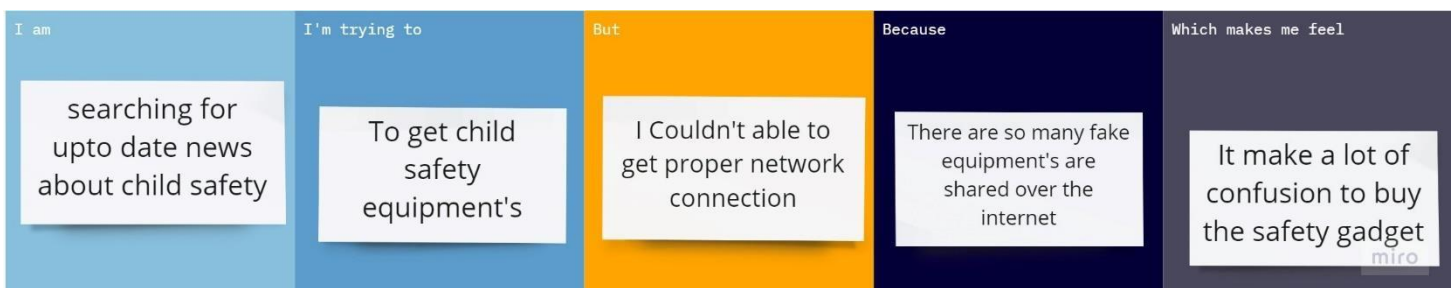 I am
searching for
upto date news
about child safety
I'm trying to
To get child
safety
equipment's
But
I Couldn't able to
get proper network
connection
Because
There are so many fake
equipment's are
shared over the
internet
Which makes me feel
It make a lot of
confusion to buy
the safety gadget
miro